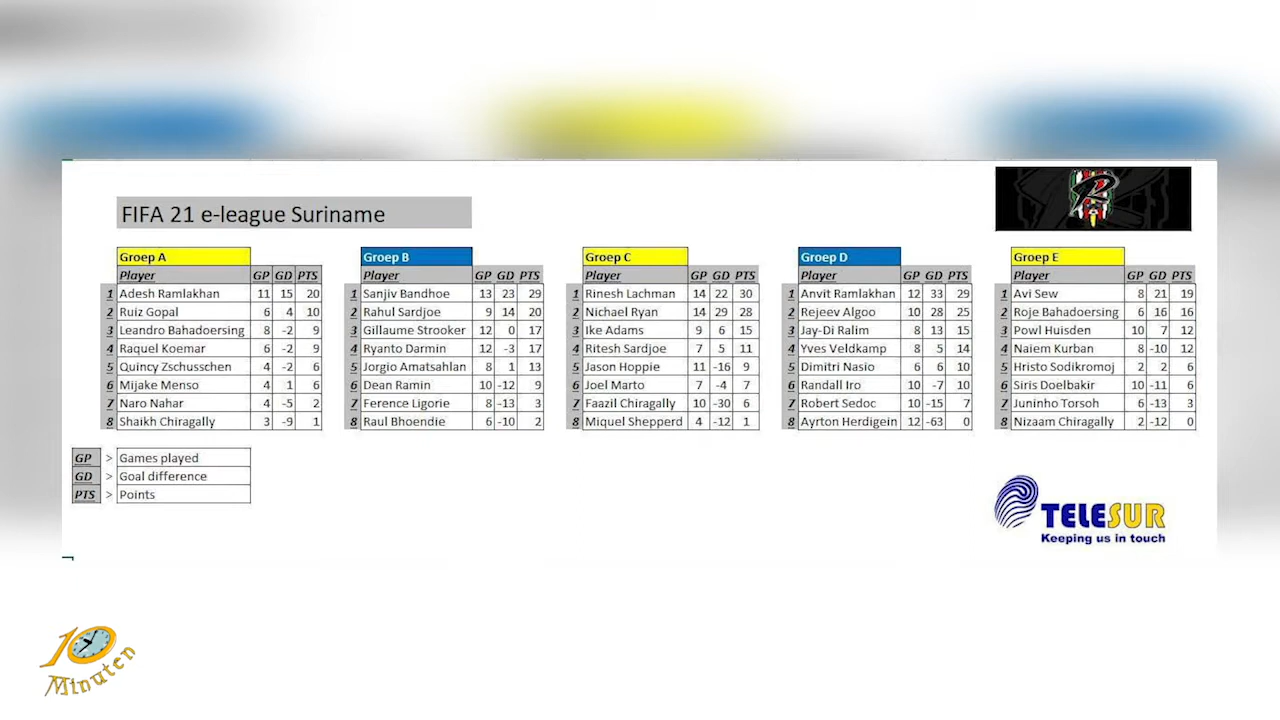 FIFA 21 e-league Suriname
R
Groep A Groep B Groep C Groep D Groep E
Player GP GD PTS Player GP GD PTS Player GP GD PTS Player GP GD PTS Player GP GD PTS
1 Adesh Ramlakhan 11 15 20 1 Sanjiv Bandhoe 13 23 29 1 Rinesh Lachman 14 22 30 1 Anvit Ramlakhan 12 33 29 1 Avi Sew 8 21 19
2 Ruiz Gopal 6 4 10 2 Rahul Sardjoe 9 14 20 2 Nichael Ryan 14 29 28 2 Rejeev Algoo 10 28 25 2 Roje Bahadoersing 6 16 16
3 Leandro Bahadoersing 8 -2 9 3 Gillaume Strooker 12 0 17 3 Ike Adams 9 6 15 3 Jay-Di Ralim 8 13 15 3 Powl Huisden 10 7 12
4 Raquel Koemar 6 -2 9 4 Ryanto Darmin 12 -3 17 4 Ritesh Sardjoe 7 5 11 4 Yves Veldkamp 8 5 14 4 Naiem Kurban 8 -10 12
5 Quincy Zschusschen 4 -2 6 5 Jorgio Amatsahlan 8 1 13 5 Jason Hoppie 11 -16 9 5 Dimitri Nasio 6 6 10 5 Hristo Sodikromoj 2 2 6
6 Mijake Menso 4 1 6 6 Dean Ramin 10 -12 9 6 Joel Marto 7 -4 7 6 Randall Iro 10 -7 10 6 Siris Doelbakir 10 -11 6
7 Naro Nahar 4 -5 2 7 Ference Ligorie 8 -13 3 7 Faazil Chiragally 10 -30 6 7 Robert Sedoc 10 -15 7 7 Juninho Torsoh 6 -13 3
8 Shaikh Chiragally 3 -9 1 8 Raul Bhoendie 6 -10 2 8 Miquel Shepperd 4 -12 1 8 Ayrton Herdigein 12 -63 0 8 Nizaam Chiragally 2 -12 0
GP > Games played
GD > Goal difference
PTS > Points
TELESUR
Keeping us in touch
10
Minuten